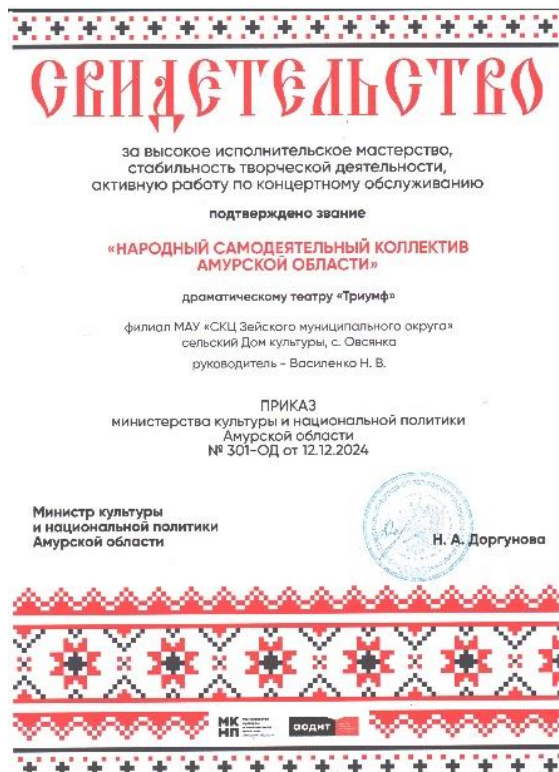 СВИДЕТЕЛЬСТВО
за высокое исполнительское мастерство,
стабильность творческой деятельности,
активную работу по концертному обслуживанию
подтверждено звание
«НАРОДНЫЙ САМОДЕЯТЕЛЬНЫЙ КОЛЛЕКТИВ
АМУРСКОЙ ОБЛАСТИ»
драматическому театру «Триумф»
филиал МАУ «СКЦ Зейского муниципального округа»
сельский Дом культуры, с. Овсянка
руководитель - Василенко Н. В.
ПРИКАЗ
министерства культуры и национальной политики
Амурской области
№ 301-ОД от 12.12.2024
Министр культуры
и национальной политики
Амурской области
Н. А. Доргунова
МК
НП
аоднт